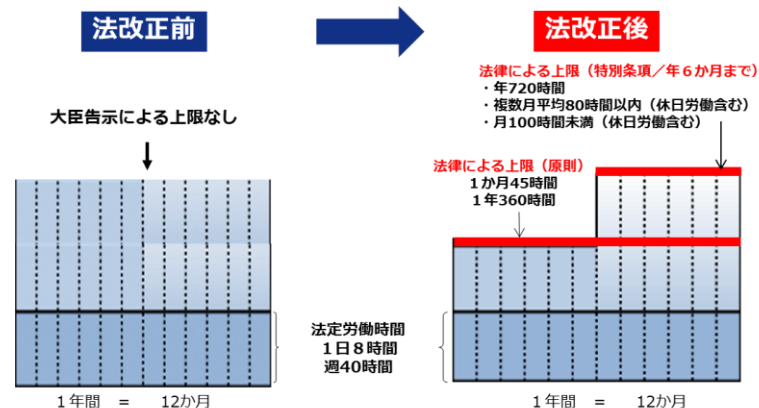 法改正前
法改正後
法律による上限（特別条項／年６か月まで）
・年720時間
・複数月平均80時間以内（休日労働含む）
・月100時間未満（休日労働含む）
大臣告示による上限なし
法律による上限（原則）
１か月45時間
１年360時間
法定労働時間
１日８時間
週40時間
１年間　＝　12か月
１年間　＝　12か月